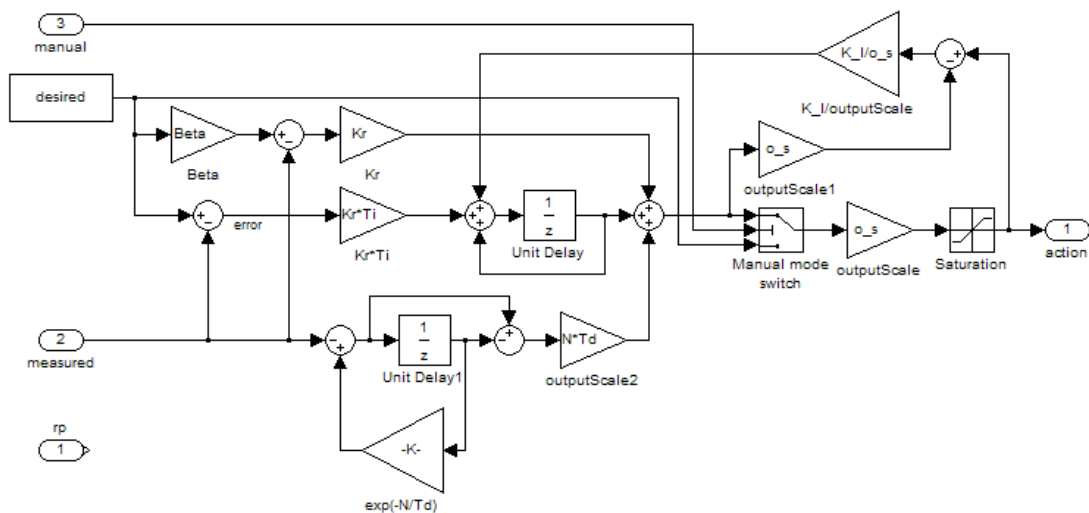 3
manual
desired
Beta
Beta
Kr
Kr
K_I/o_s
K_I/outputScale
o_s
outputScale1
error
Kr*Ti
Kr*Ti
1
z
Unit Delay
Manual mode
switch
o_s
outputScale
Saturation
1
action
2
measured
1
z
Unit Delay1
N*Td
outputScale2
rp
1
-K-
exp(-N/Td)